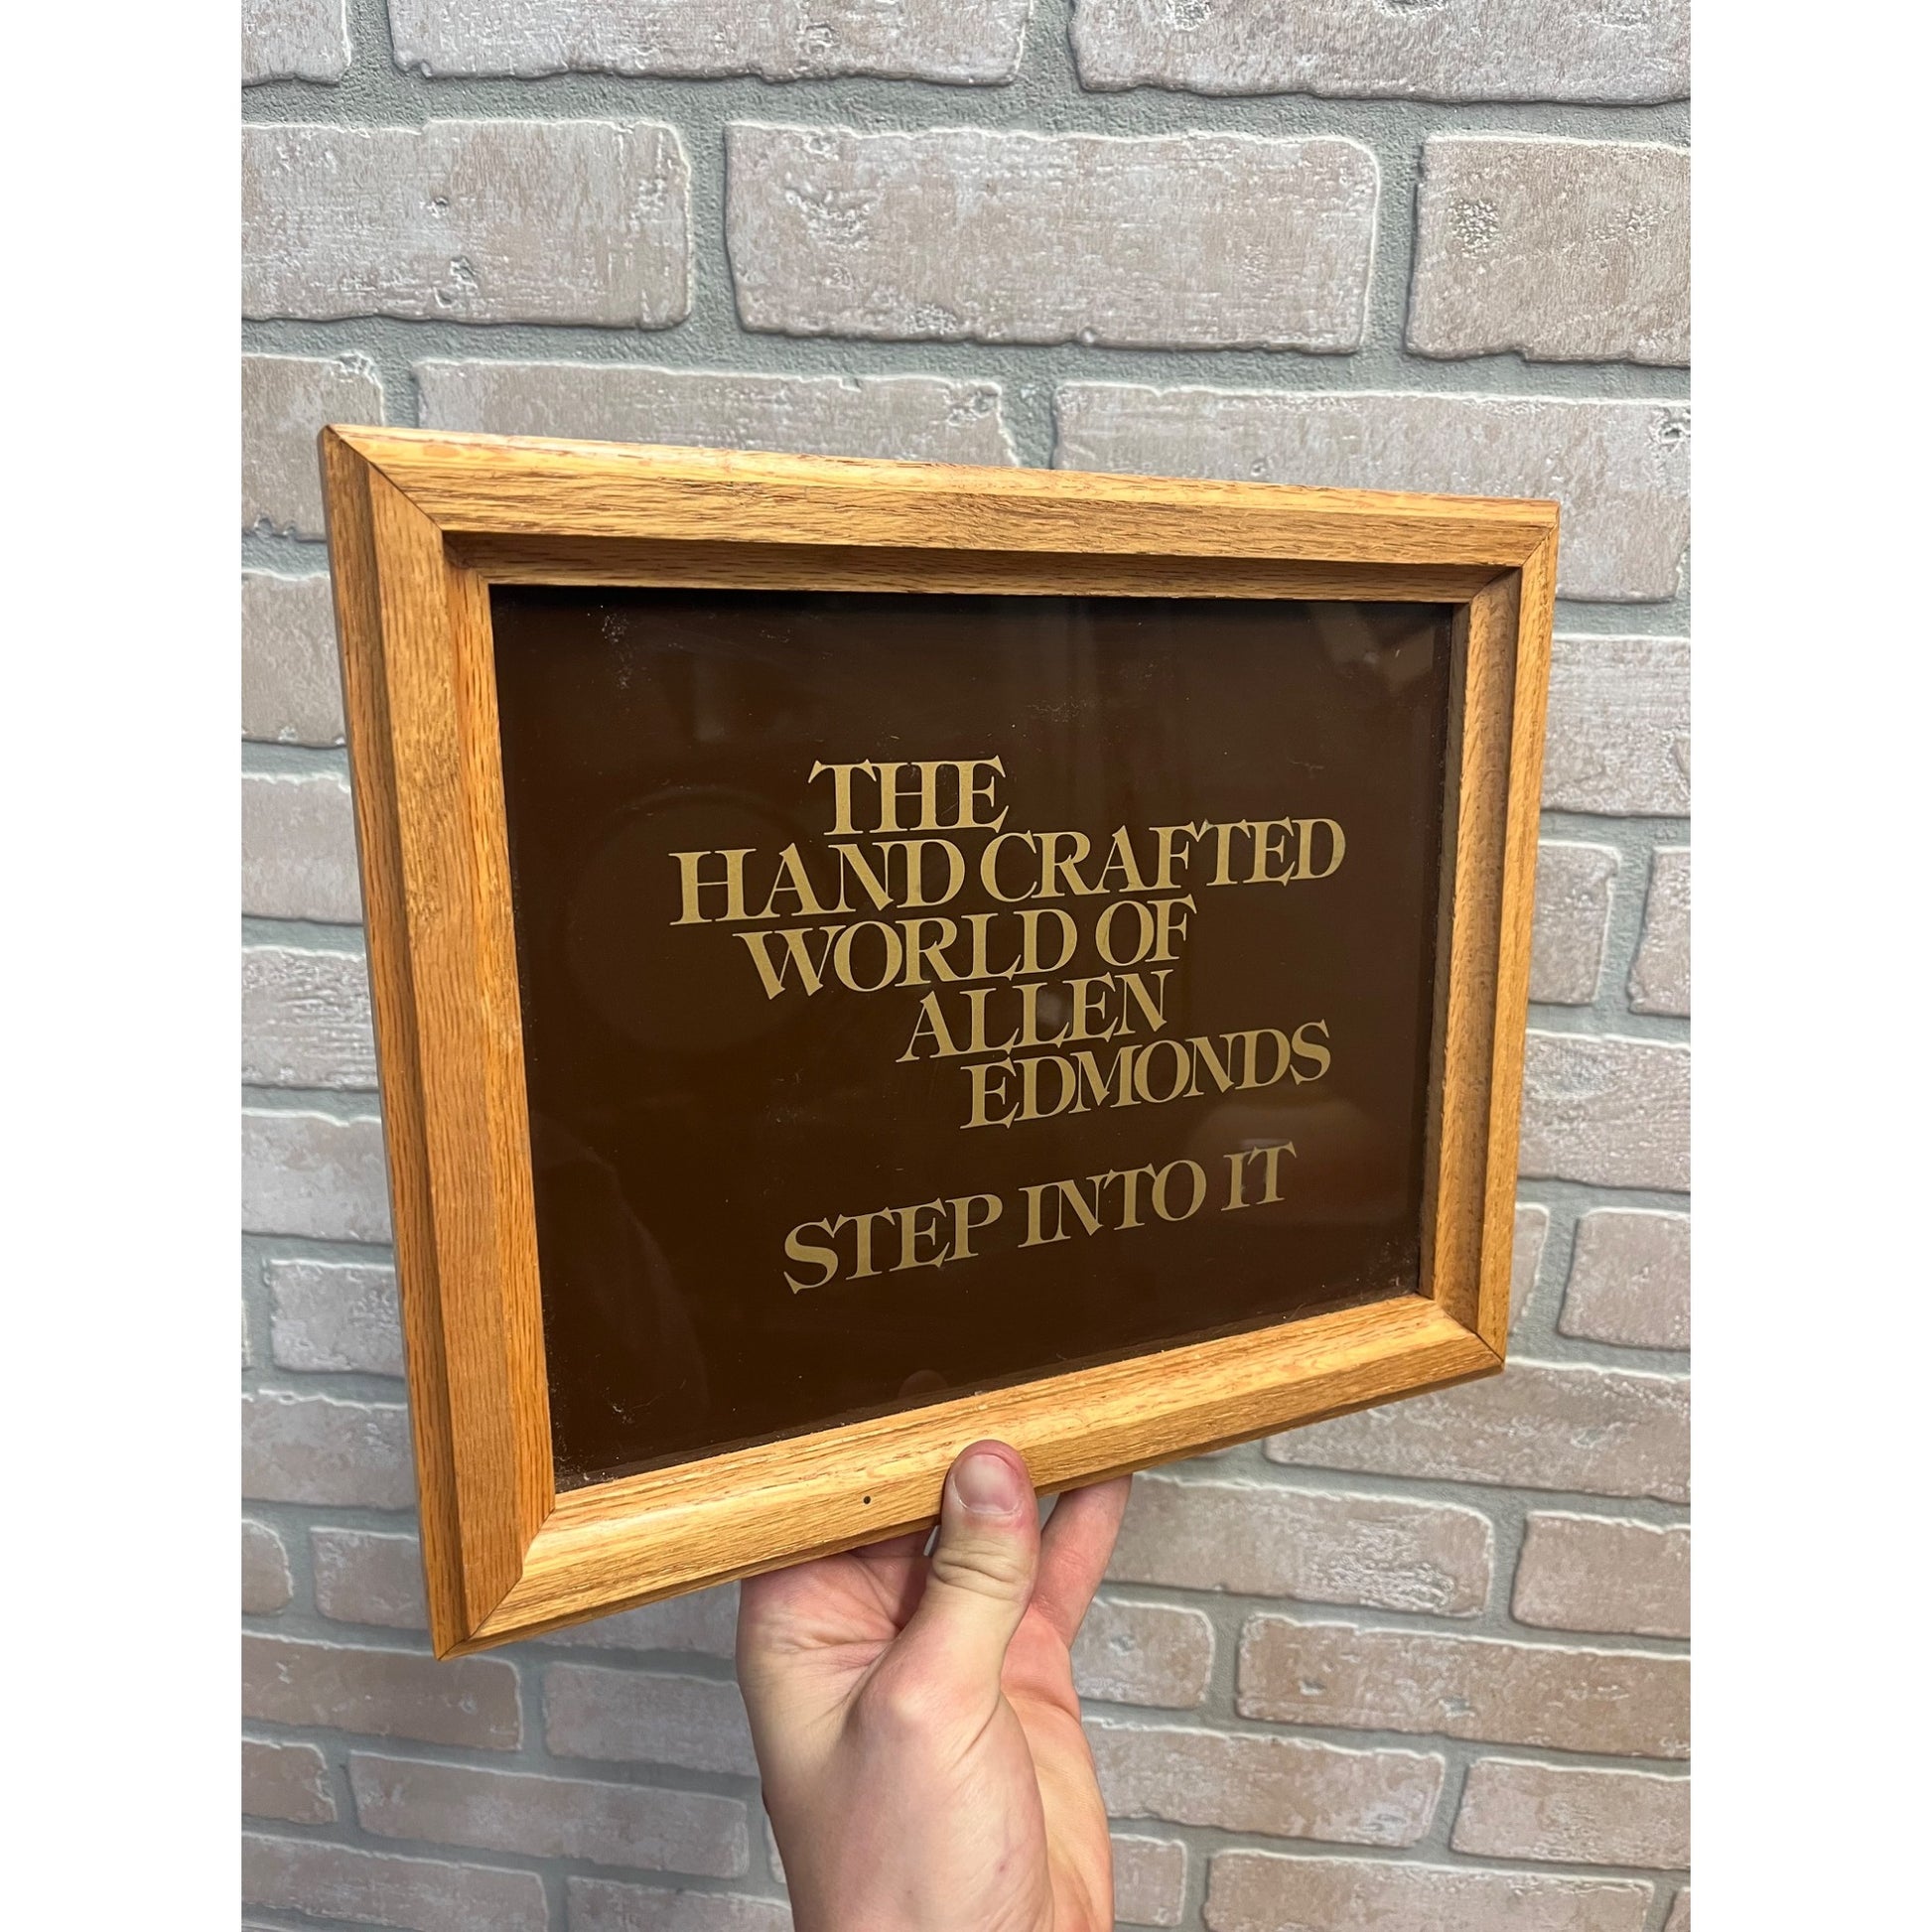 THE
HAND CRAFTED
WORLD OF
ALLEN
EDMONDS
STEP INTO IT